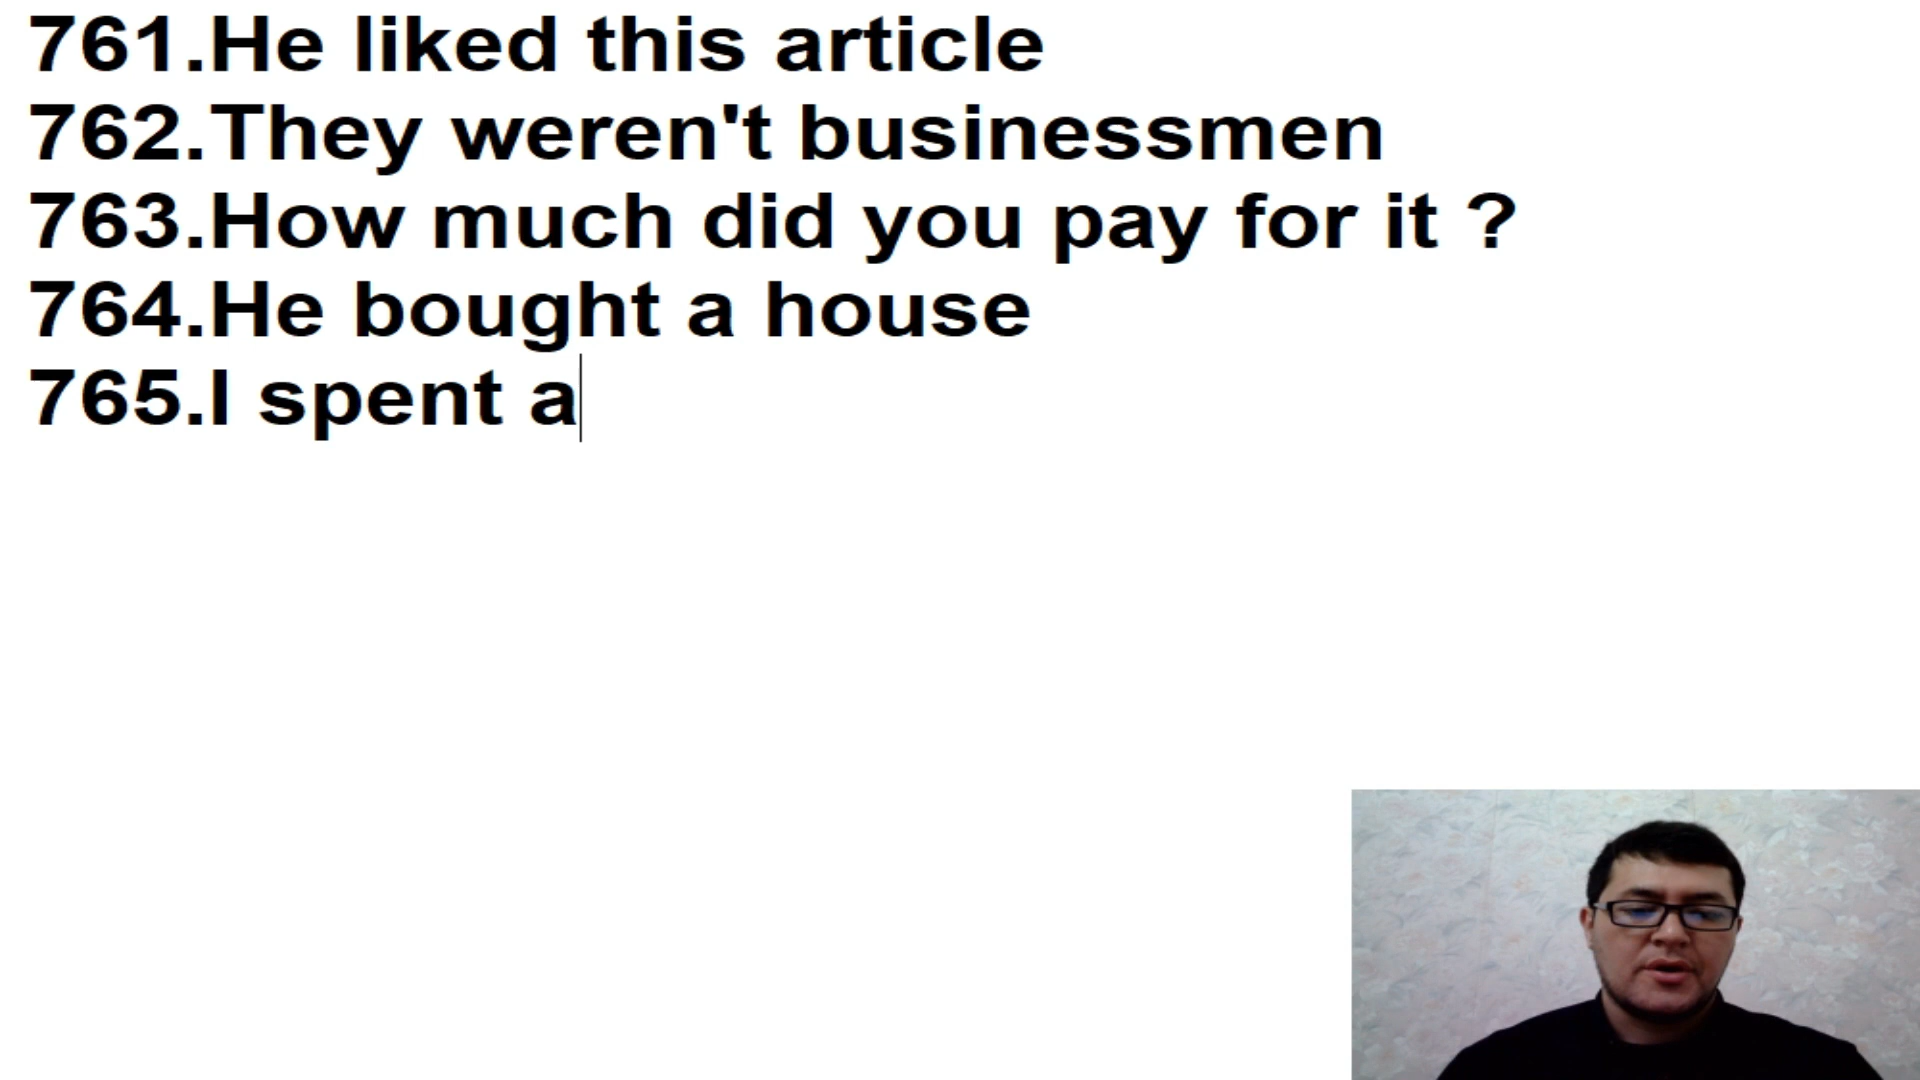 761.He liked this article
762.They weren't businessmen
763.How much did you pay for it ?
764.He bought a house
765.I spent a